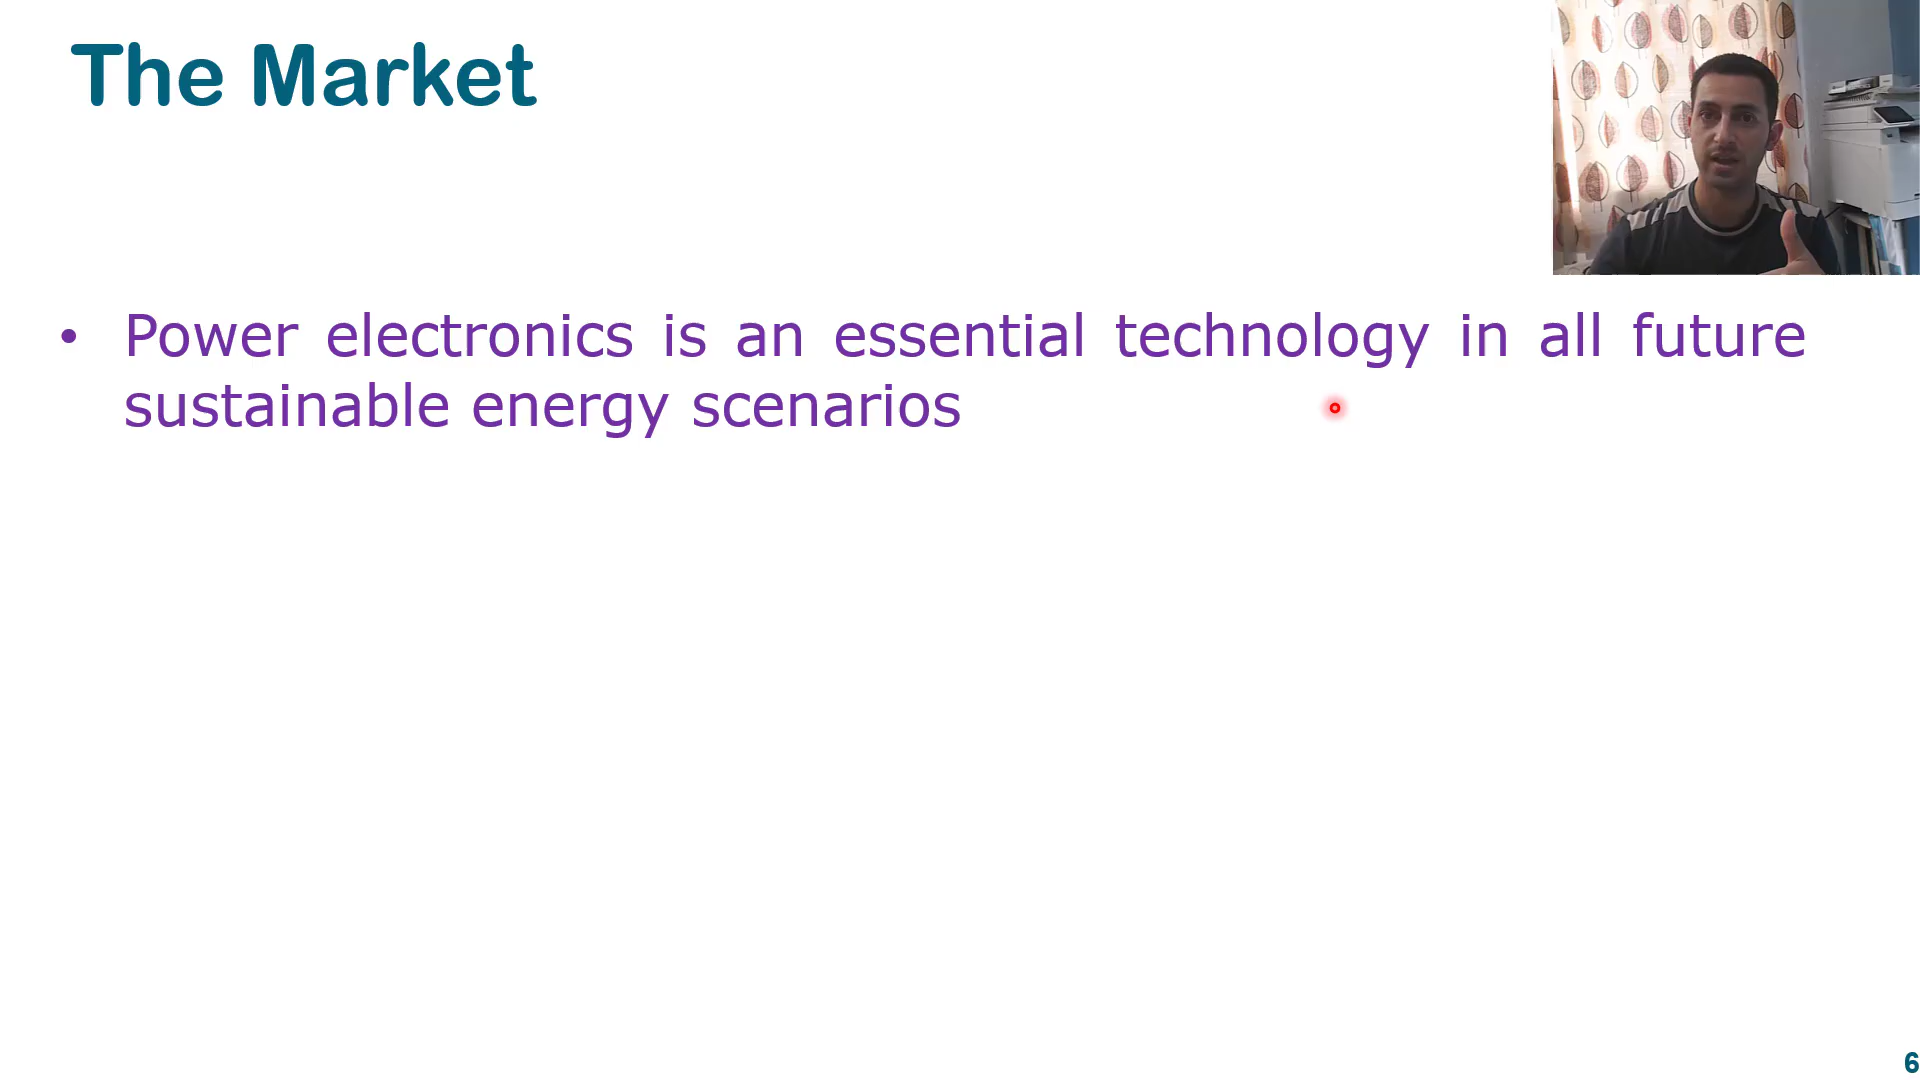 The Market
• Power electronics is an essential technology in all future
sustainable energy scenarios
6